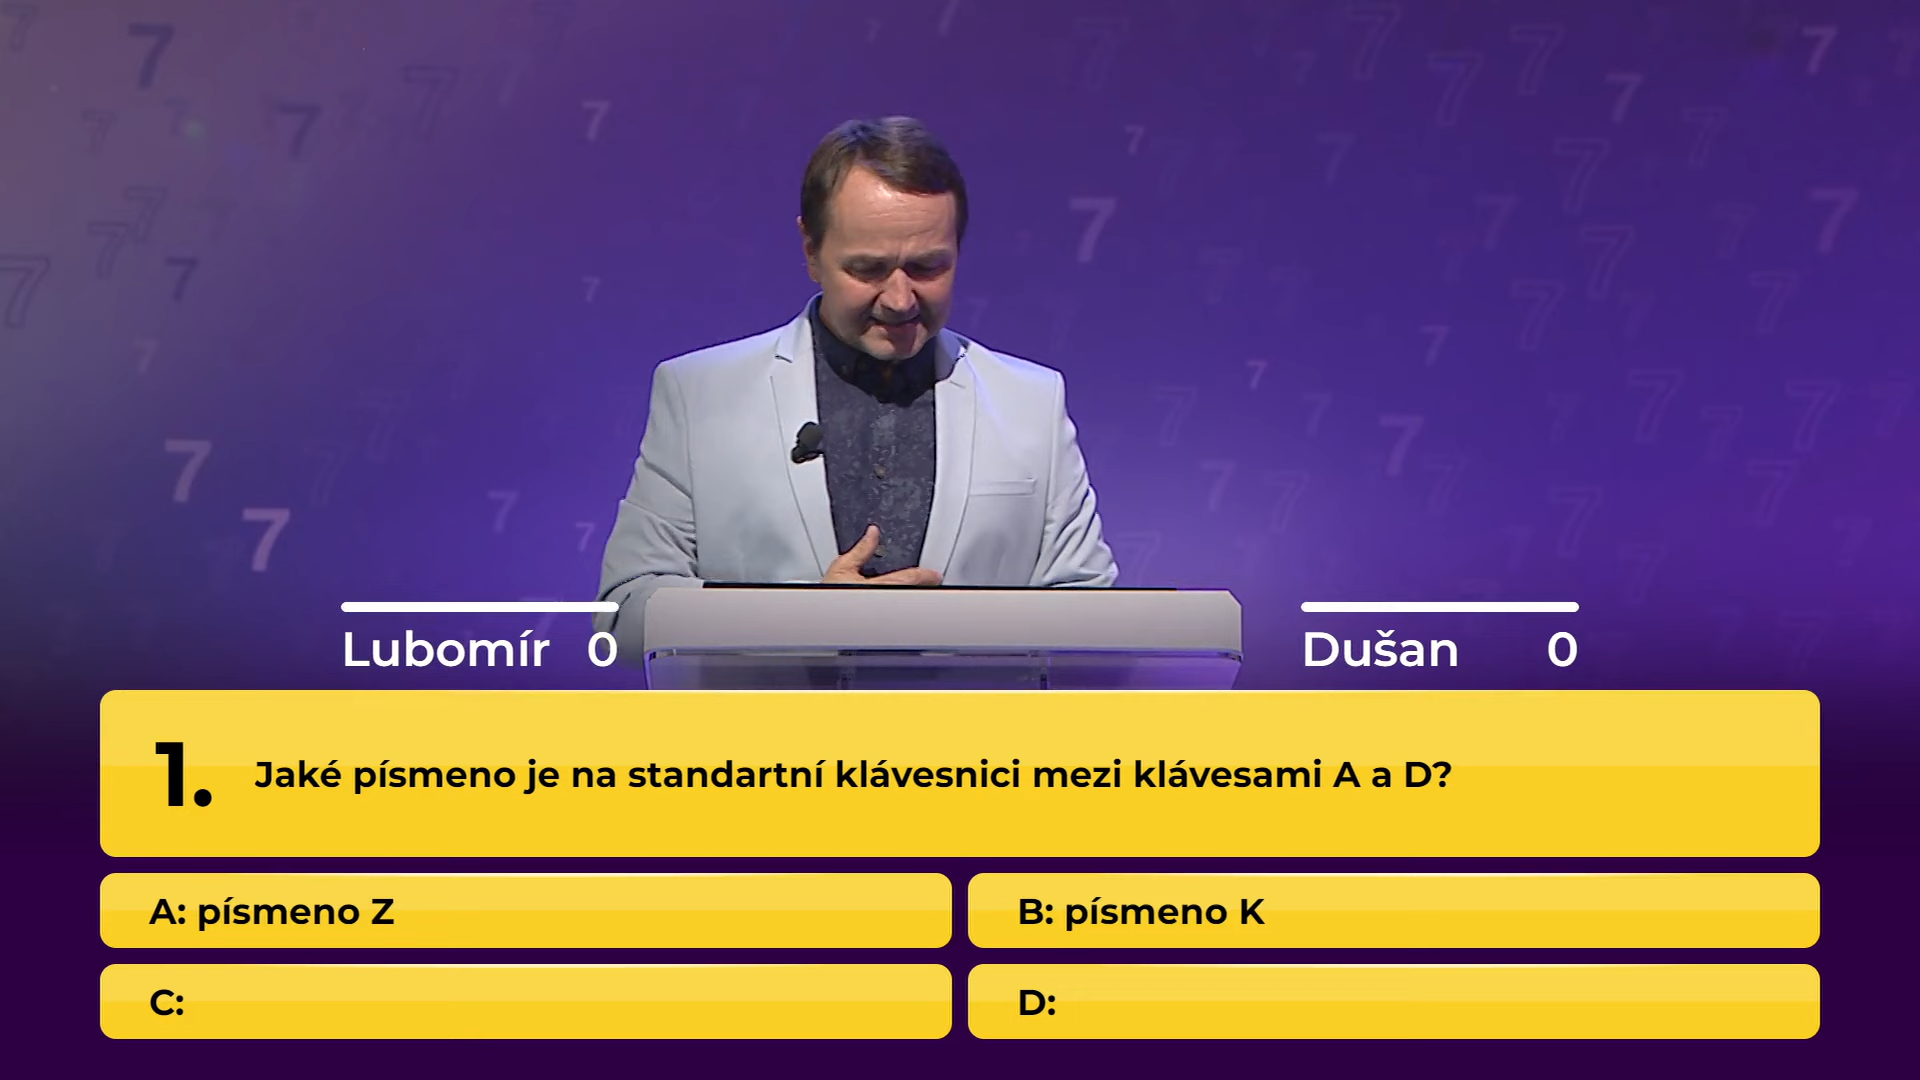 Lubomír 0
Dušan 0
1. Jaké písmeno je na standartní klávesnici mezi klávesami A a D?
A: písmeno Z
B: písmeno K
C:
D: